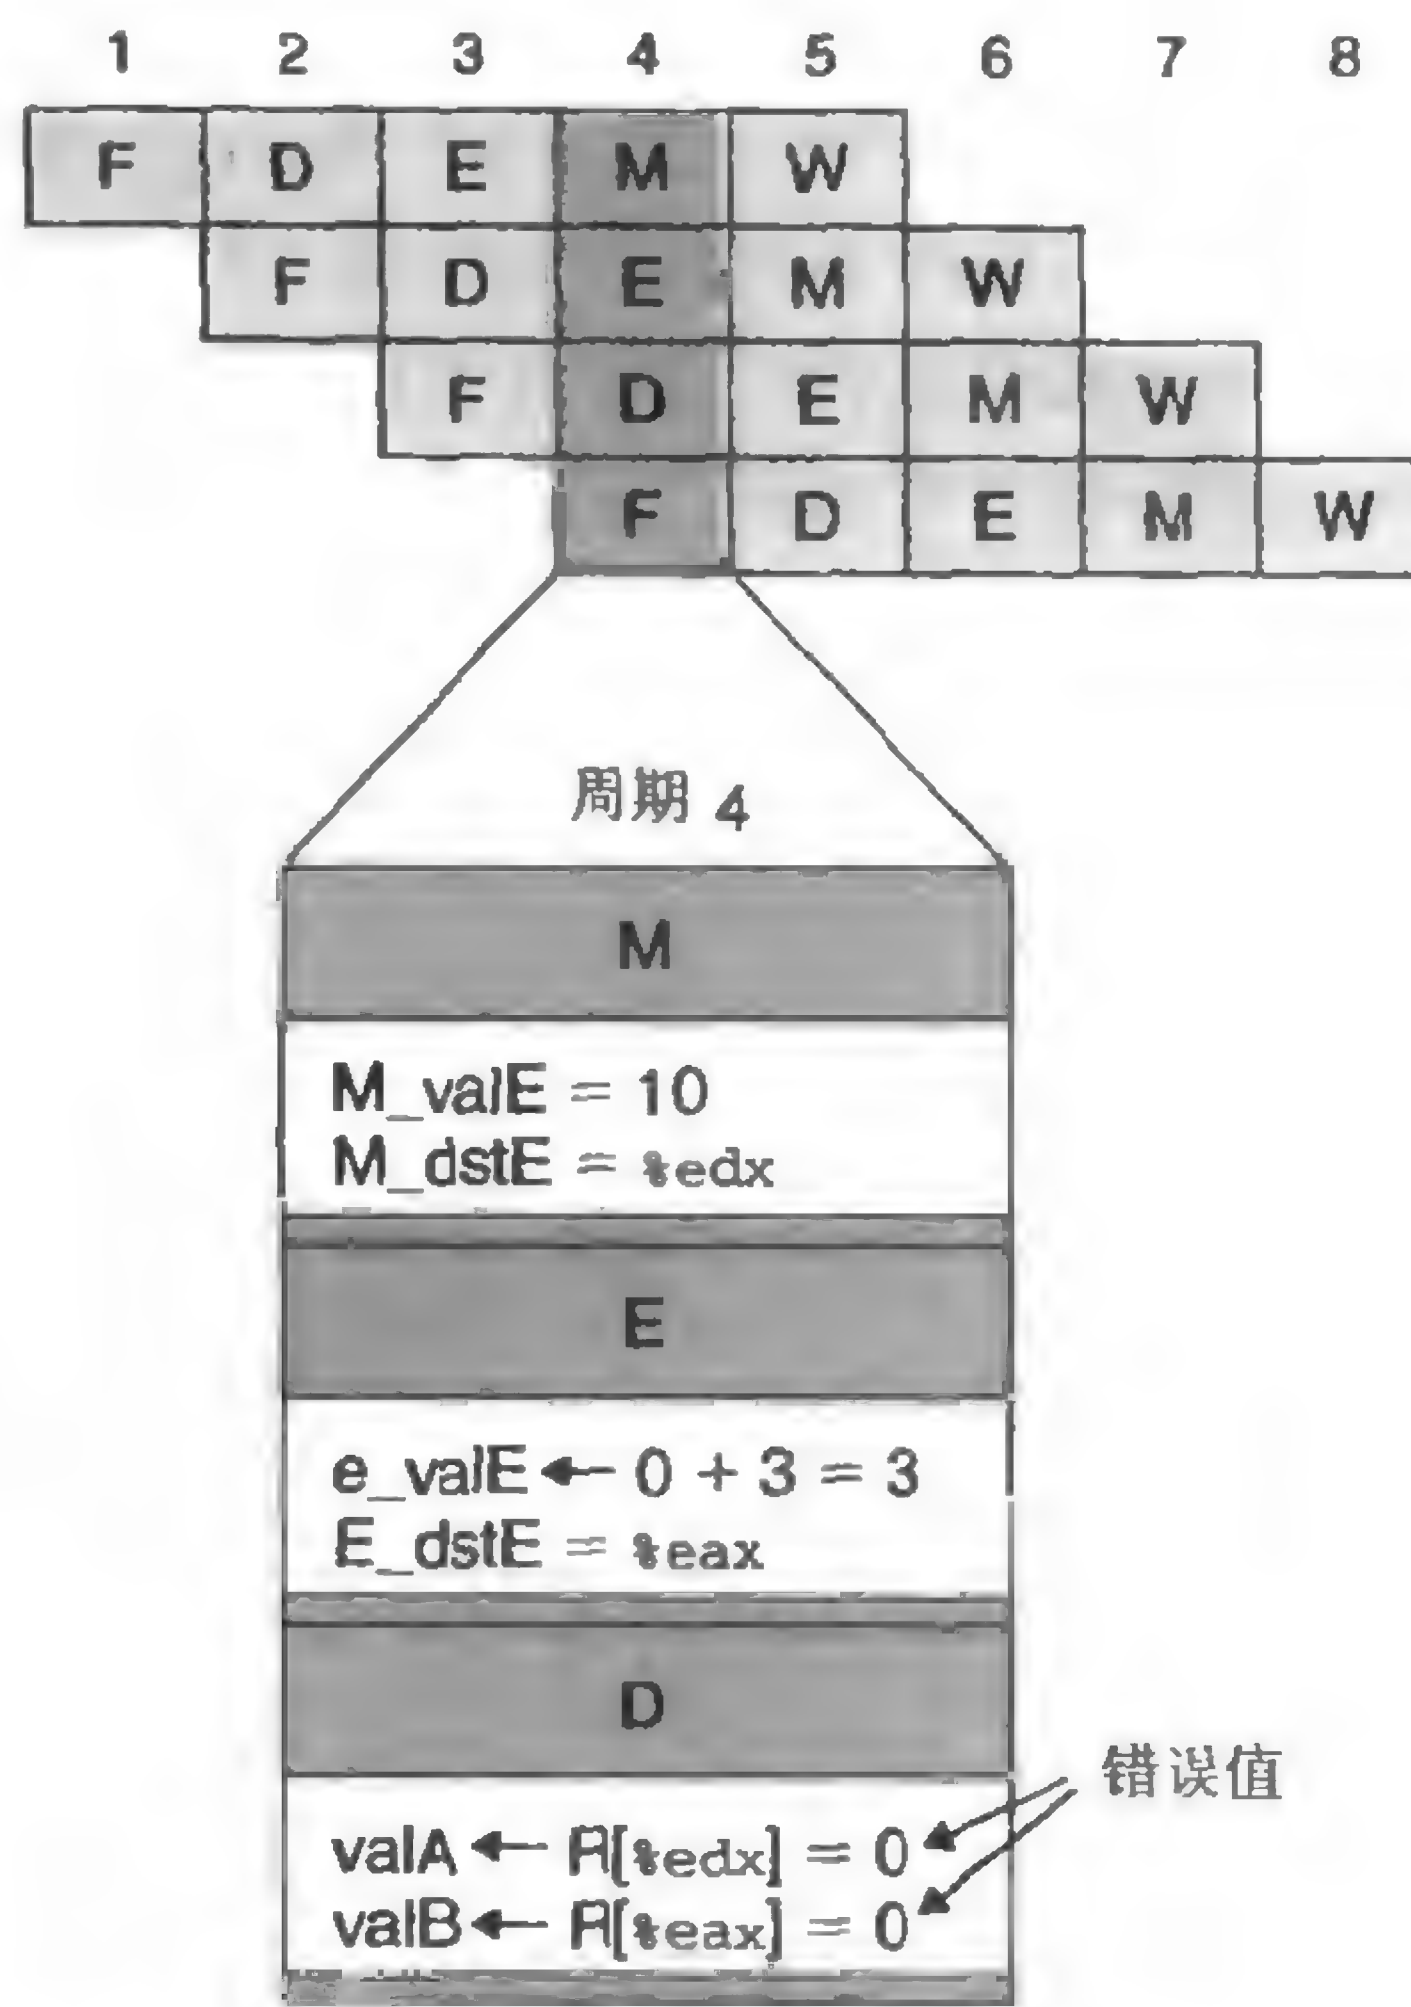 1 2 3 4 5 6 7 8
F D E M W
F D E M W
F D E M W
F D E M W
周期 4
M
M_valE = 10
M_dstE = %edx
E
e_valE ← 0 + 3 = 3
E_dstE = %eax
D
错误值
valA ← R[%edx] = 0
valB ← R[%eax] = 0